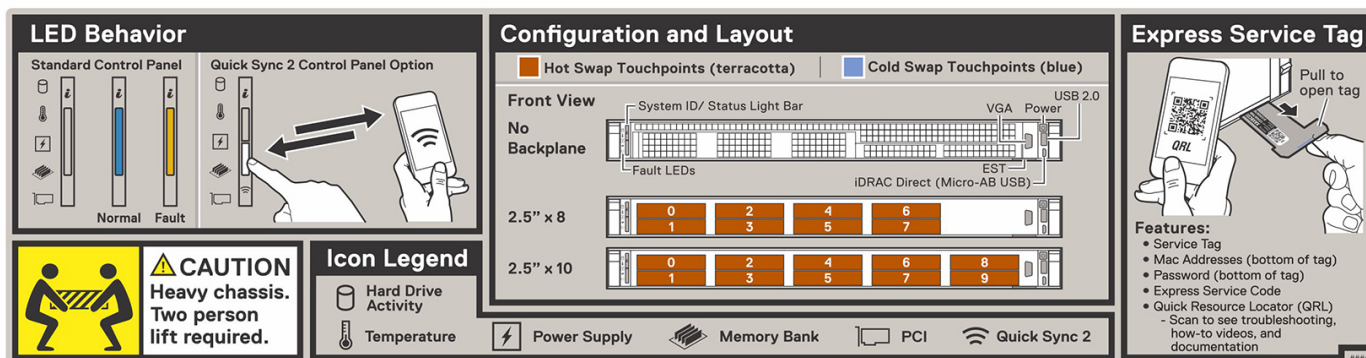 LED Behavior
Standard Control Panel
Quick Sync 2 Control Panel Option
i
i
i
i
Normal
Fault
CAUTION
Heavy chassis.
Two person
lift required.
Icon Legend
Hard Drive
Activity
Temperature
Power Supply
Memory Bank
PCI
Quick Sync 2
Configuration and Layout
Hot Swap Touchpoints (terracotta)
Cold Swap Touchpoints (blue)
Front View
No
Backplane
System ID/ Status Light Bar
VGA
Power
USB 2.0
Fault LEDs
EST
iDRAC Direct (Micro-AB USB)
2.5” x 8
0 2 4 6
1 3 5 7
2.5” x 10
0 2 4 6 8
1 3 5 7 9
Express Service Tag
Pull to
open tag
QRL
Features:
• Service Tag
• Mac Addresses (bottom of tag)
• Password (bottom of tag)
• Express Service Code
• Quick Resource Locator (QRL)
- Scan to see troubleshooting,
how-to videos, and
documentation